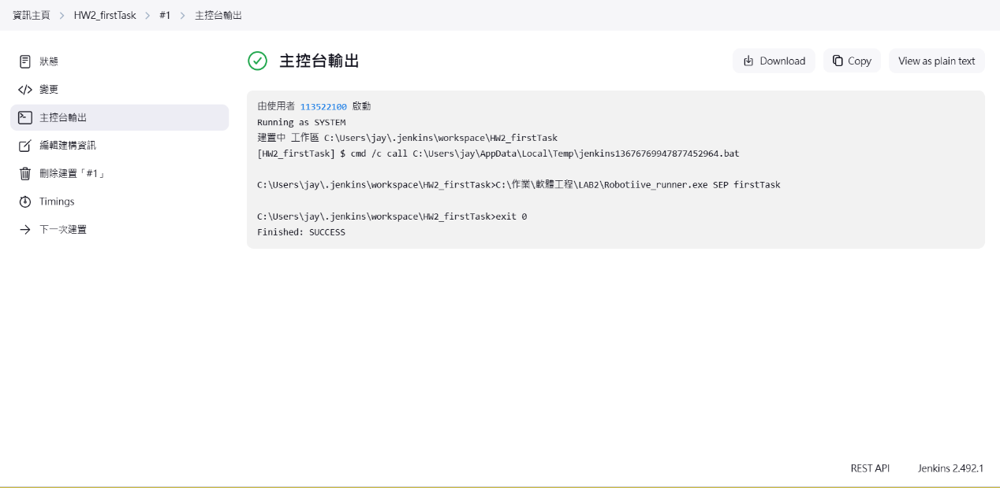 資訊主頁 > HW2_firstTask > #1 > 主控台輸出
狀態
變更
主控台輸出
編輯建構資訊
刪除建置「#1」
Timings
下一次建置
主控台輸出
Download
Copy
View as plain text
由使用者 113522100 啟動
Running as SYSTEM
建置中 工作區 C:\Users\jay\.jenkins\workspace\HW2_firstTask
[HW2_firstTask] $ cmd /c call C:\Users\jay\AppData\Local\Temp\jenkins13676769947877452964.bat
C:\Users\jay\.jenkins\workspace\HW2_firstTask>C:\作業\軟體工程\LAB2\Robotiive_runner.exe SEP firstTask
C:\Users\jay\.jenkins\workspace\HW2_firstTask>exit 0
Finished: SUCCESS
REST API
Jenkins 2.492.1